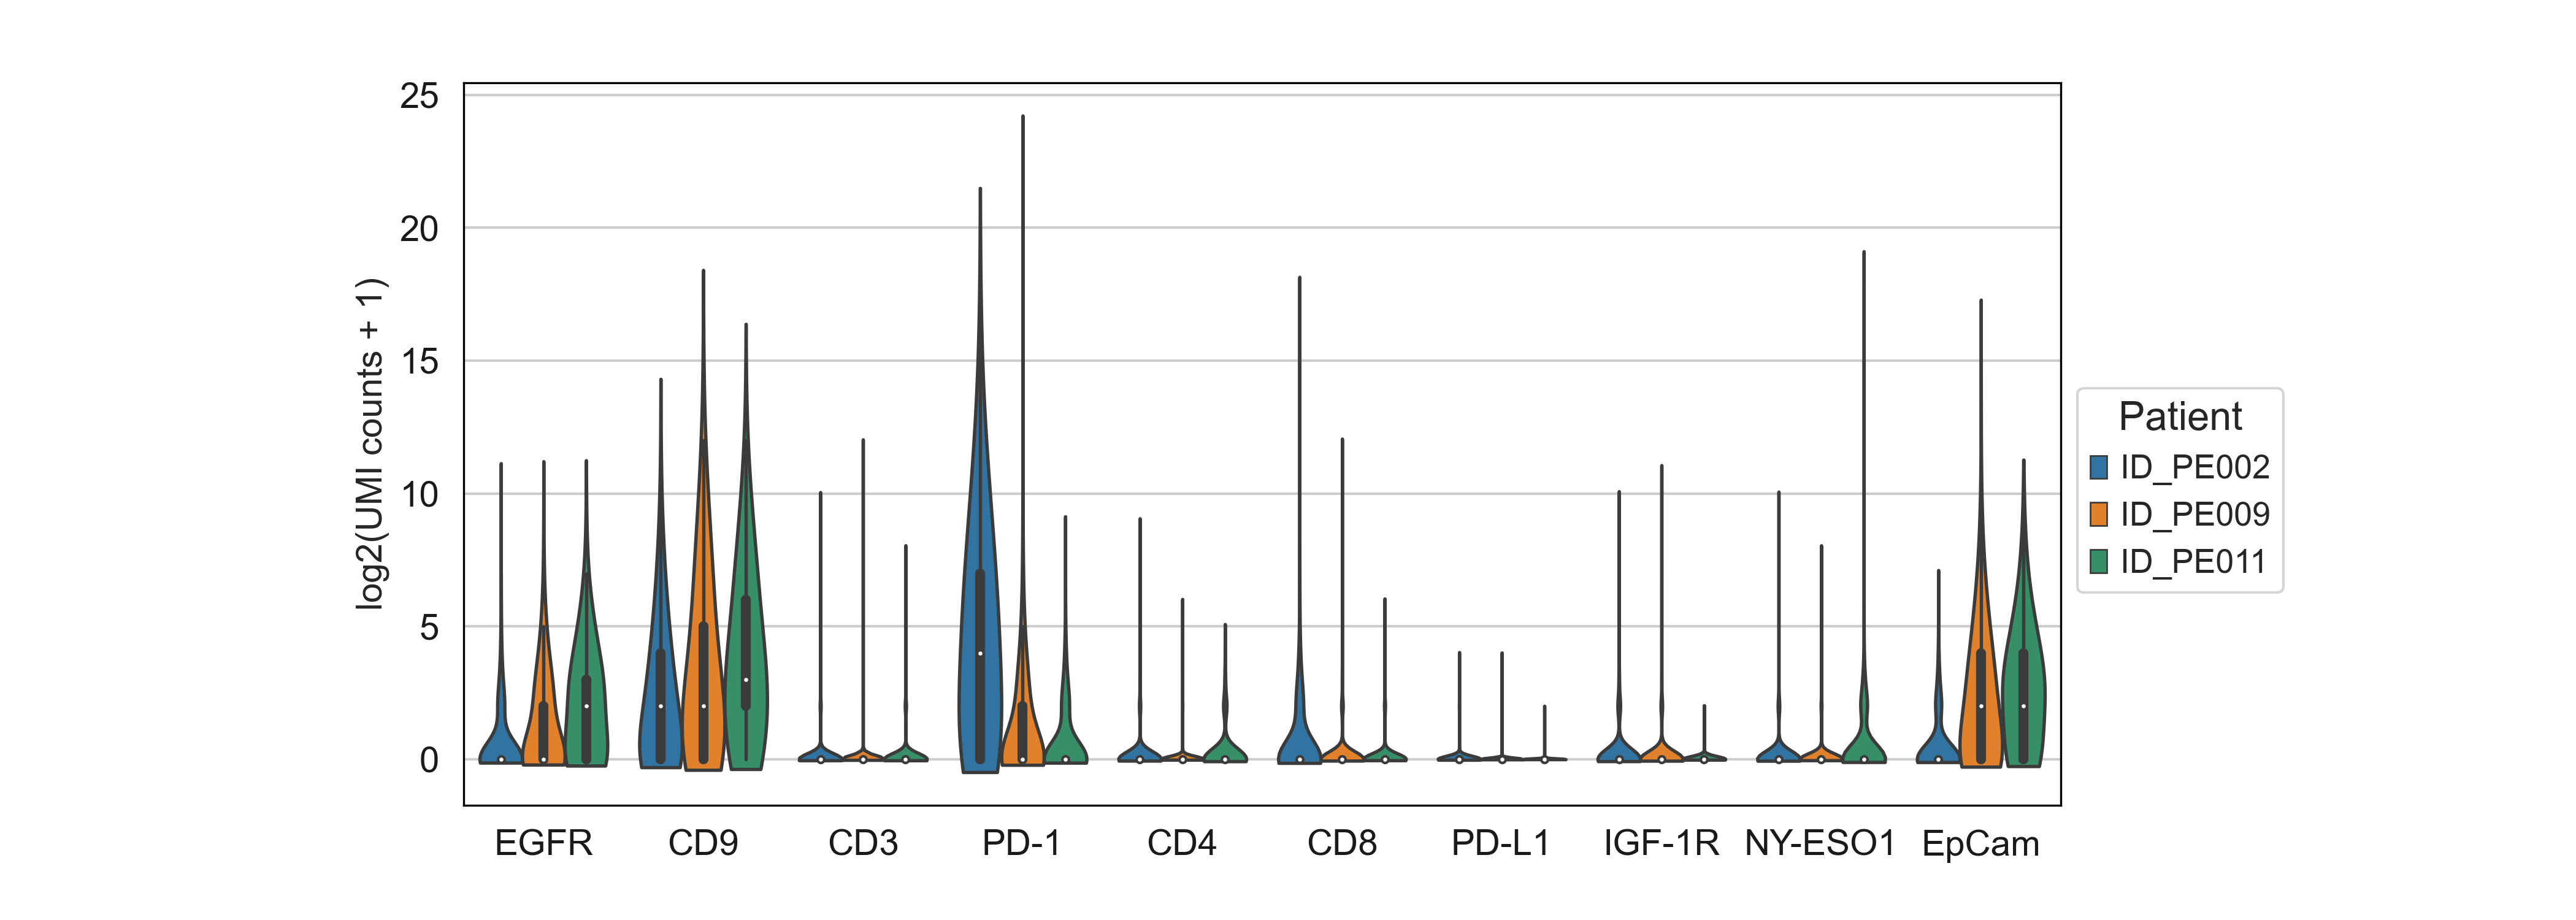 25
20
15
10
5
0
log2(UMI counts + 1)
EGFR CD9 CD3 PD-1 CD4 CD8 PD-L1 IGF-1R NY-ESO1 EpCam
Patient
ID_PE002
ID_PE009
ID_PE011